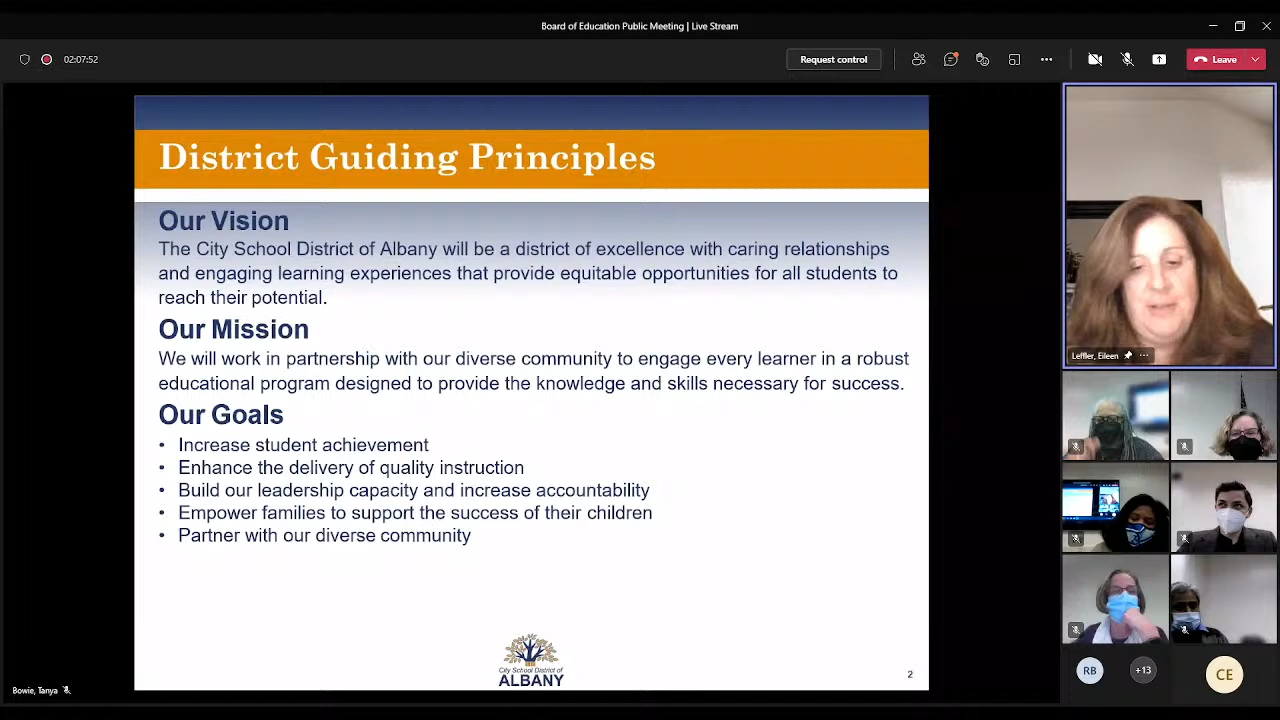 Board of Education Public Meeting | Live Stream
02:07:52
Request control
Leave
District Guiding Principles
Our Vision
The City School District of Albany will be a district of excellence with caring relationships
and engaging learning experiences that provide equitable opportunities for all students to
reach their potential.
Our Mission
We will work in partnership with our diverse community to engage every learner in a robust
educational program designed to provide the knowledge and skills necessary for success.
Our Goals
• Increase student achievement
• Enhance the delivery of quality instruction
• Build our leadership capacity and increase accountability
• Empower families to support the success of their children
• Partner with our diverse community
City School District of
ALBANY
2
Leffler, Eileen
RB
+13
CE
Bowie, Tanya